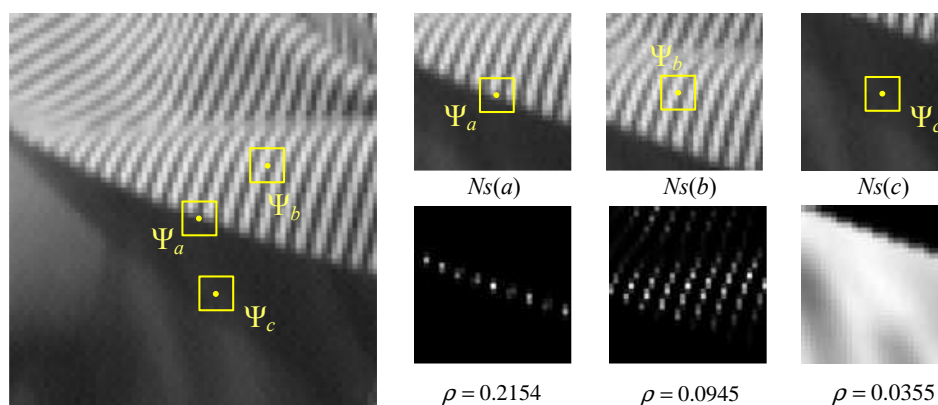 Ψa
Ψb
Ψc
Ψa
Ψb
Ψc
Ns(a)
Ns(b)
Ns(c)
ρ = 0.2154
ρ = 0.0945
ρ = 0.0355